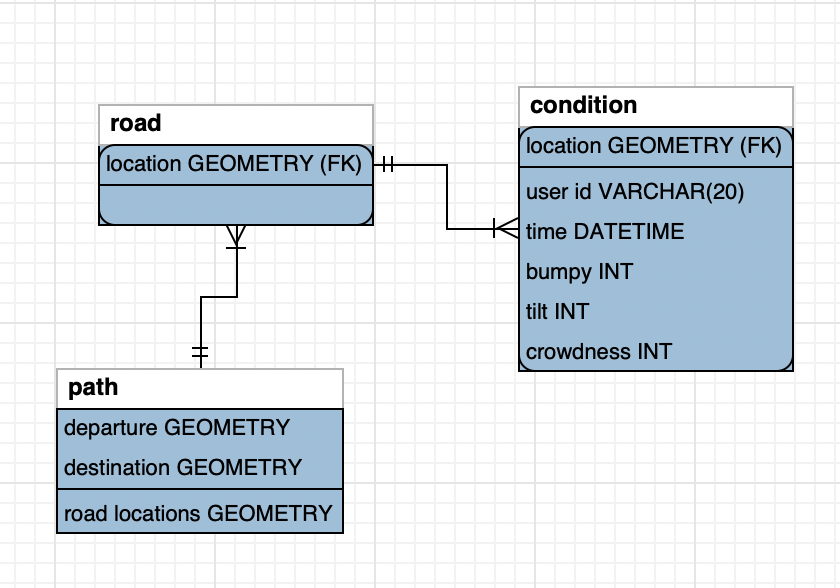 road
location GEOMETRY (FK)
condition
location GEOMETRY (FK)
user id VARCHAR(20)
time DATETIME
bumpy INT
tilt INT
crowdness INT
path
departure GEOMETRY
destination GEOMETRY
road locations GEOMETRY